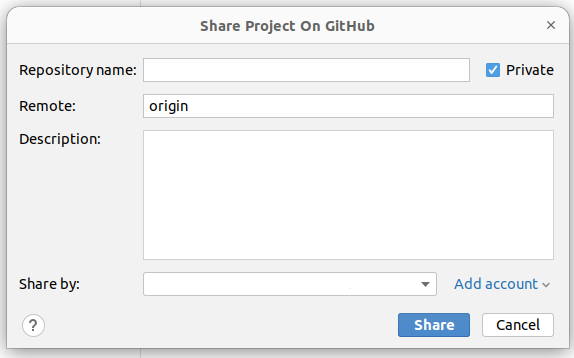 Share Project On GitHub
Repository name:
Private
Remote:
origin
Description:
Share by:
Add account
?
Share
Cancel